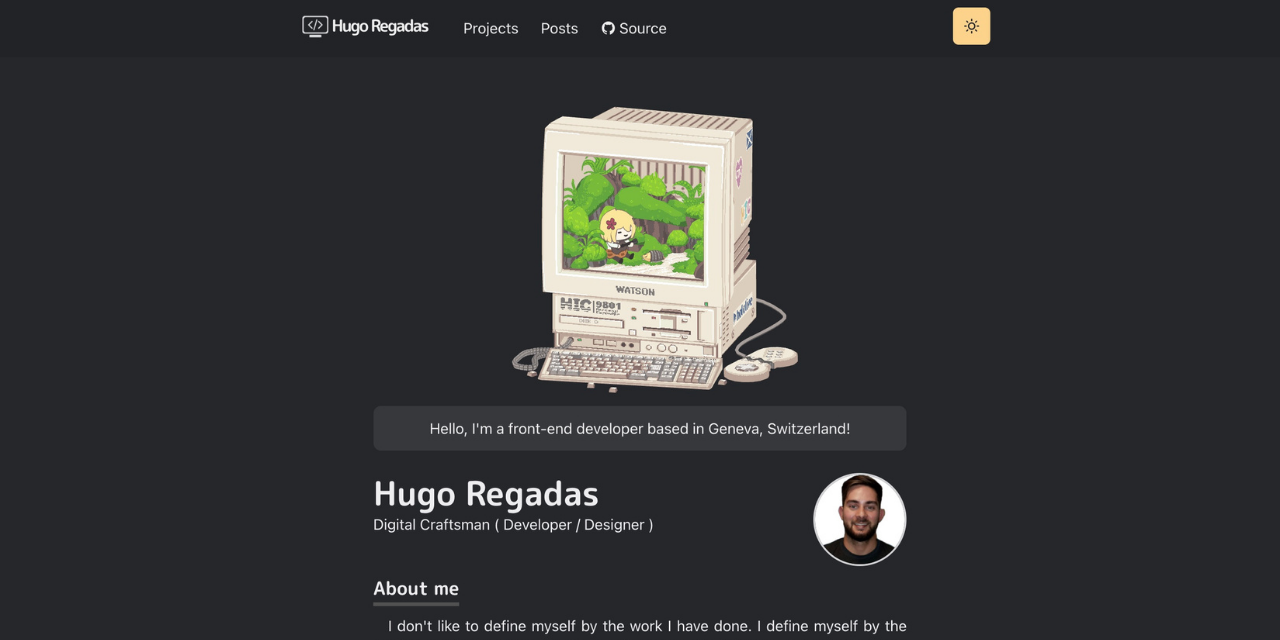 Hugo Regadas
Projects
Posts
Source
WATSON
9801
Hello, I'm a front-end developer based in Geneva, Switzerland!
Hugo Regadas
Digital Craftsman ( Developer / Designer )
About me
I don't like to define myself by the work I have done. I define myself by the